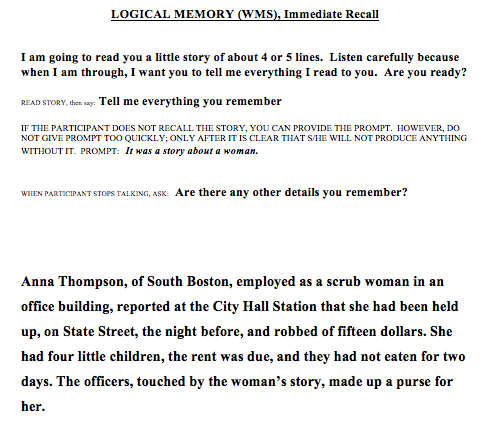 LOGICAL MEMORY (WMS), Immediate Recall
I am going to read you a little story of about 4 or 5 lines.  Listen carefully because
when I am through, I want you to tell me everything I read to you.  Are you ready?
READ STORY, then say:  Tell me everything you remember
IF THE PARTICIPANT DOES NOT RECALL THE STORY, YOU CAN PROVIDE THE PROMPT.  HOWEVER, DO
NOT GIVE PROMPT TOO QUICKLY; ONLY AFTER IT IS CLEAR THAT S/HE WILL NOT PRODUCE ANYTHING
WITHOUT IT.  PROMPT:  It was a story about a woman.
WHEN PARTICIPANT STOPS TALKING, ASK:  Are there any other details you remember?
Anna Thompson, of South Boston, employed as a scrub woman in an
office building, reported at the City Hall Station that she had been held
up, on State Street, the night before, and robbed of fifteen dollars. She
had four little children, the rent was due, and they had not eaten for two
days. The officers, touched by the woman's story, made up a purse for
her.